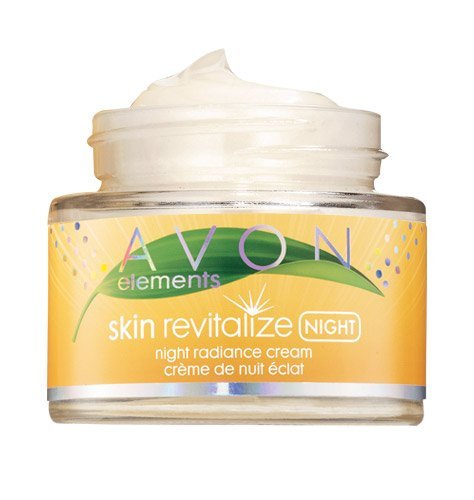 AVON
elements
skin revitalize NIGHT
night radiance cream
crème de nuit éclat